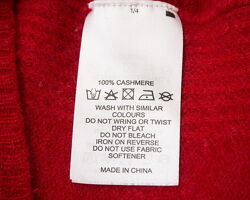 1/4
100% CASHMERE
WASH WITH SIMILAR
COLOURS
DO NOT WRING OR TWIST
DRY FLAT
DO NOT BLEACH
IRON ON REVERSE
DO NOT USE FABRIC
SOFTENER
MADE IN CHINA